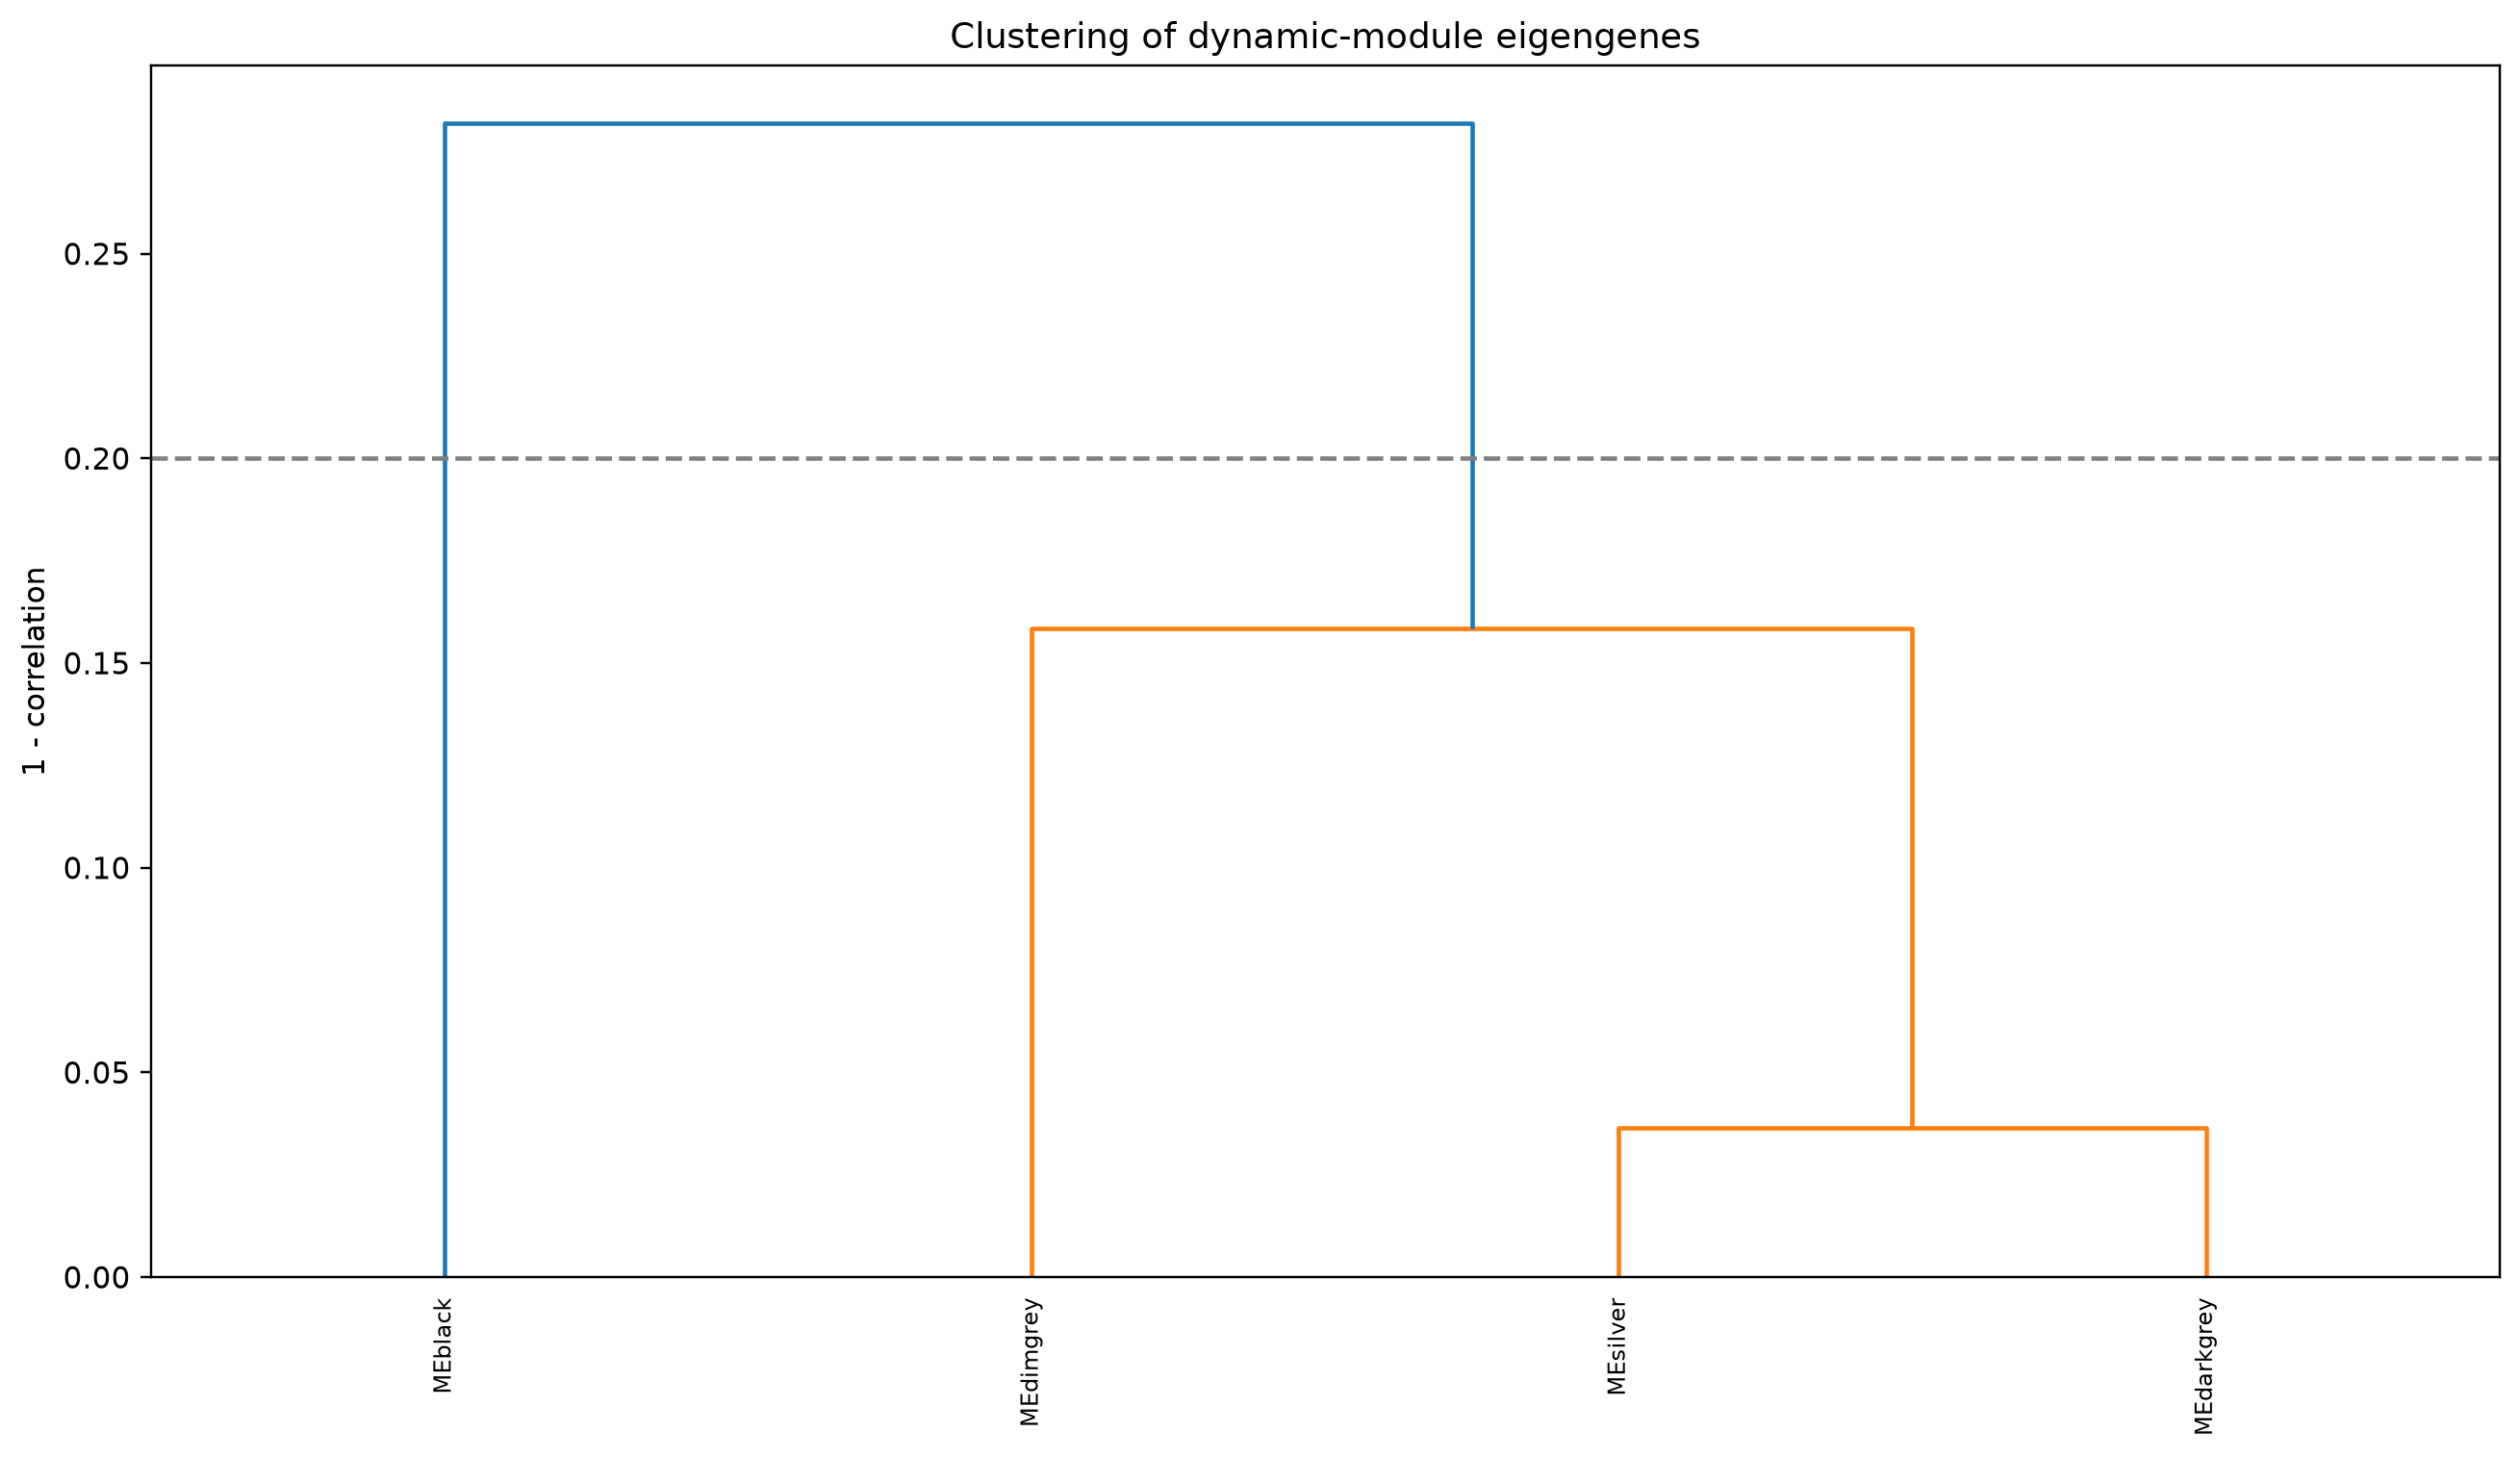 Clustering of dynamic-module eigengenes
1 - correlation
0.25
0.20
0.15
0.10
0.05
0.00
MEblack
MEdimgrey
MEsilver
MEdarkgrey